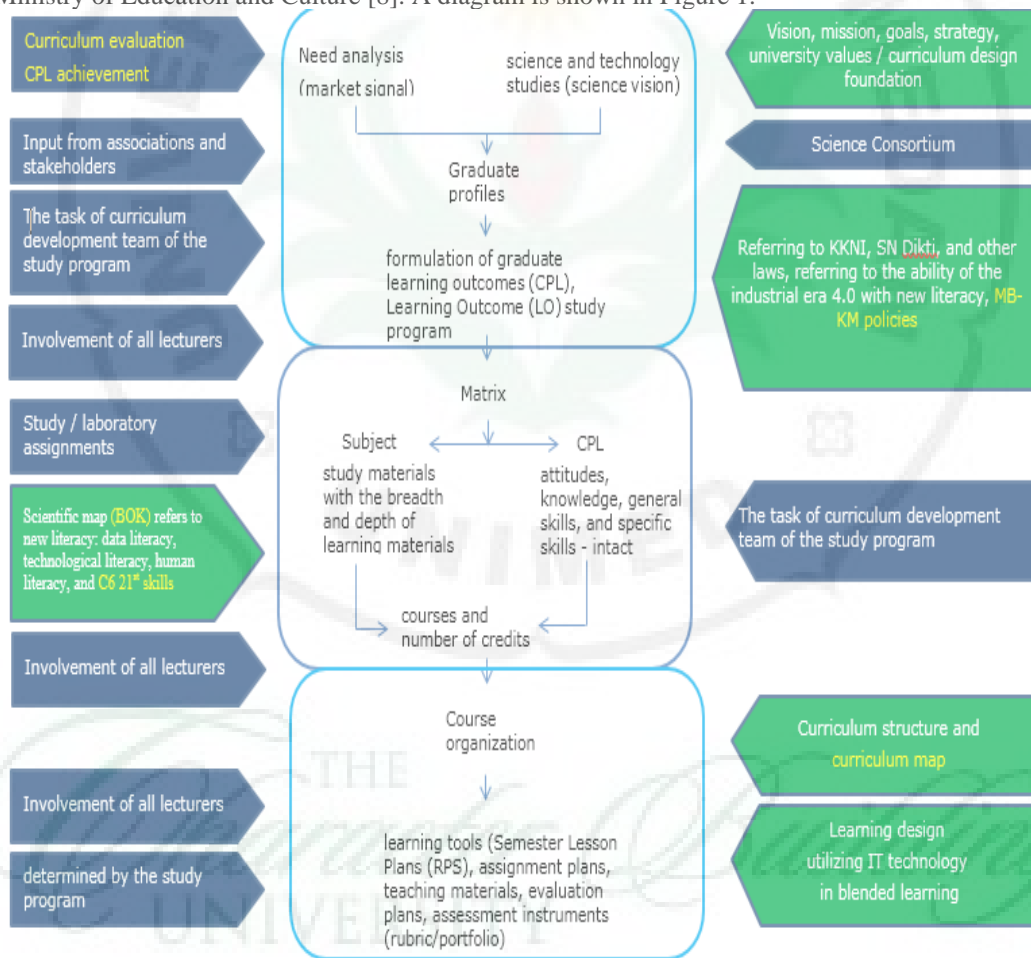 Ministry of Education and Culture [8]. A diagram is shown in Figure 1.
Curriculum evaluation
CPL achievement
Need analysis
(market signal)
science and technology
studies (science vision)
Vision, mission, goals, strategy,
university values / curriculum design
foundation
Input from associations and
stakeholders
Science Consortium
Graduate
profiles
The task of curriculum
development team of the
study program
Referring to KKNI, SN Dikti, and other
laws, referring to the ability of the
industrial era 4.0 with new literacy, MB-
KM policies
formulation of graduate
learning outcomes (CPL),
Learning Outcome (LO) study
program
Involvement of all lecturers
Matrix
Study / laboratory
assignments
Subject
CPL
study materials
with the breadth
and depth of
learning materials
attitudes,
knowledge, general
skills, and specific
skills - intact
Scientific map (BOK) refers to
new literacy: data literacy,
technological literacy, human
literacy, and C6 21st skills
The task of curriculum development
team of the study program
courses and
number of credits
Involvement of all lecturers
Course
organization
Curriculum structure and
curriculum map
Involvement of all lecturers
learning tools (Semester Lesson
Plans (RPS), assignment plans,
teaching materials, evaluation
plans, assessment instruments
(rubric/portfolio)
Learning design
utilizing IT technology
in blended learning
determined by the study
program
UNIMED
THE
Character Building
UNIVERSITY